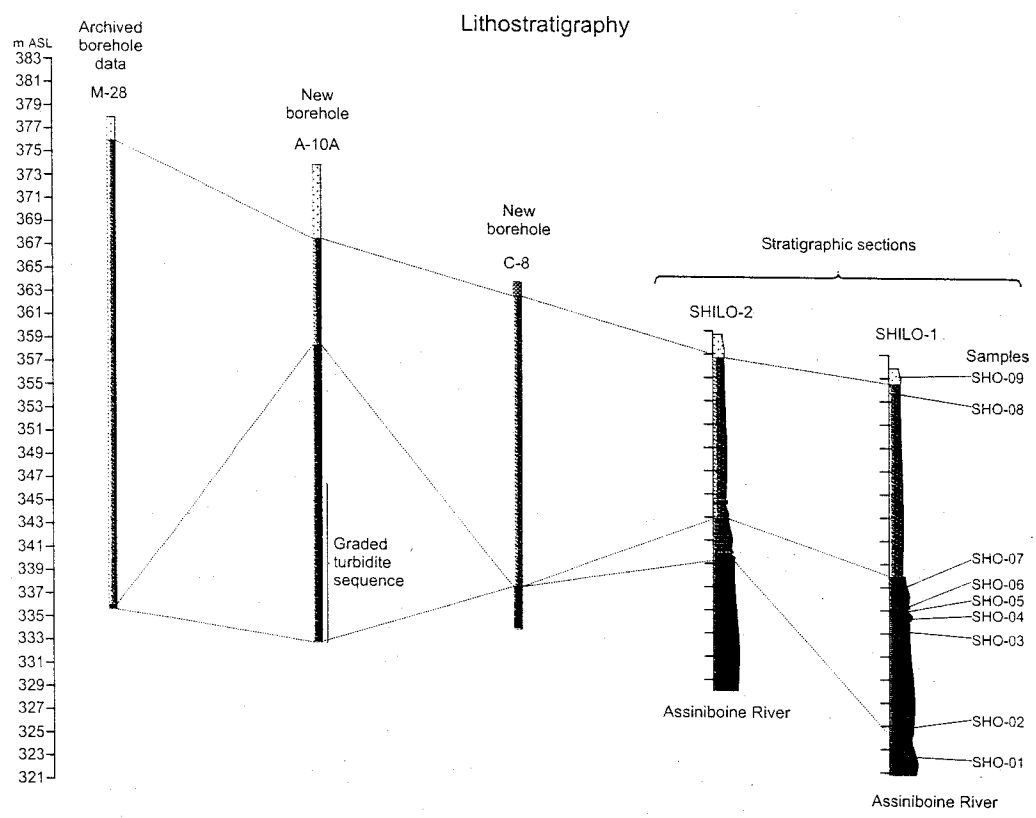 Lithostratigraphy
m ASL
383
381
379
377
375
373
371
369
367
365
363
361
359
357
355
353
351
349
347
345
343
341
339
337
335
333
331
329
327
325
323
321
Archived
borehole
data
M-28
New
borehole
A-10A
Graded
turbidite
sequence
New
borehole
C-8
Stratigraphic sections
SHILO-2
Assiniboine River
SHILO-1
Samples
SHO-09
SHO-08
SHO-07
SHO-06
SHO-05
SHO-04
SHO-03
SHO-02
SHO-01
Assiniboine River